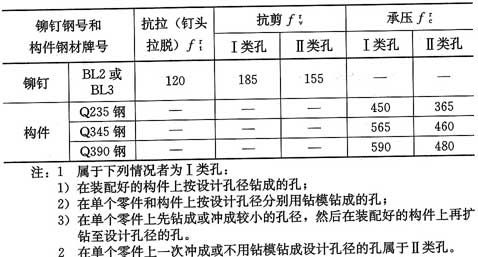 铆钉钢号和 抗拉（钉头 抗剪 f_v^r 承压 f_c^r
构件钢材牌号 拉脱）f_t^r Ⅰ类孔 Ⅱ类孔 Ⅰ类孔 Ⅱ类孔
铆钉 BL2 或 BL3 120 185 155 — —
构件 Q235 钢 — — — 450 365
Q345 钢 — — — 565 460
Q390 钢 — — — 590 480
注：1 属于下列情况者为Ⅰ类孔：
1）在装配好的构件上按设计孔径钻成的孔；
2）在单个零件和构件上按设计孔径分别用钻模钻成的孔；
3）在单个零件上先钻成或冲成较小的孔径，然后在装配好的构件上再扩
钻至设计孔径的孔。
2 在单个零件上一次冲成或不用钻模钻成设计孔径的孔属于Ⅱ类孔。